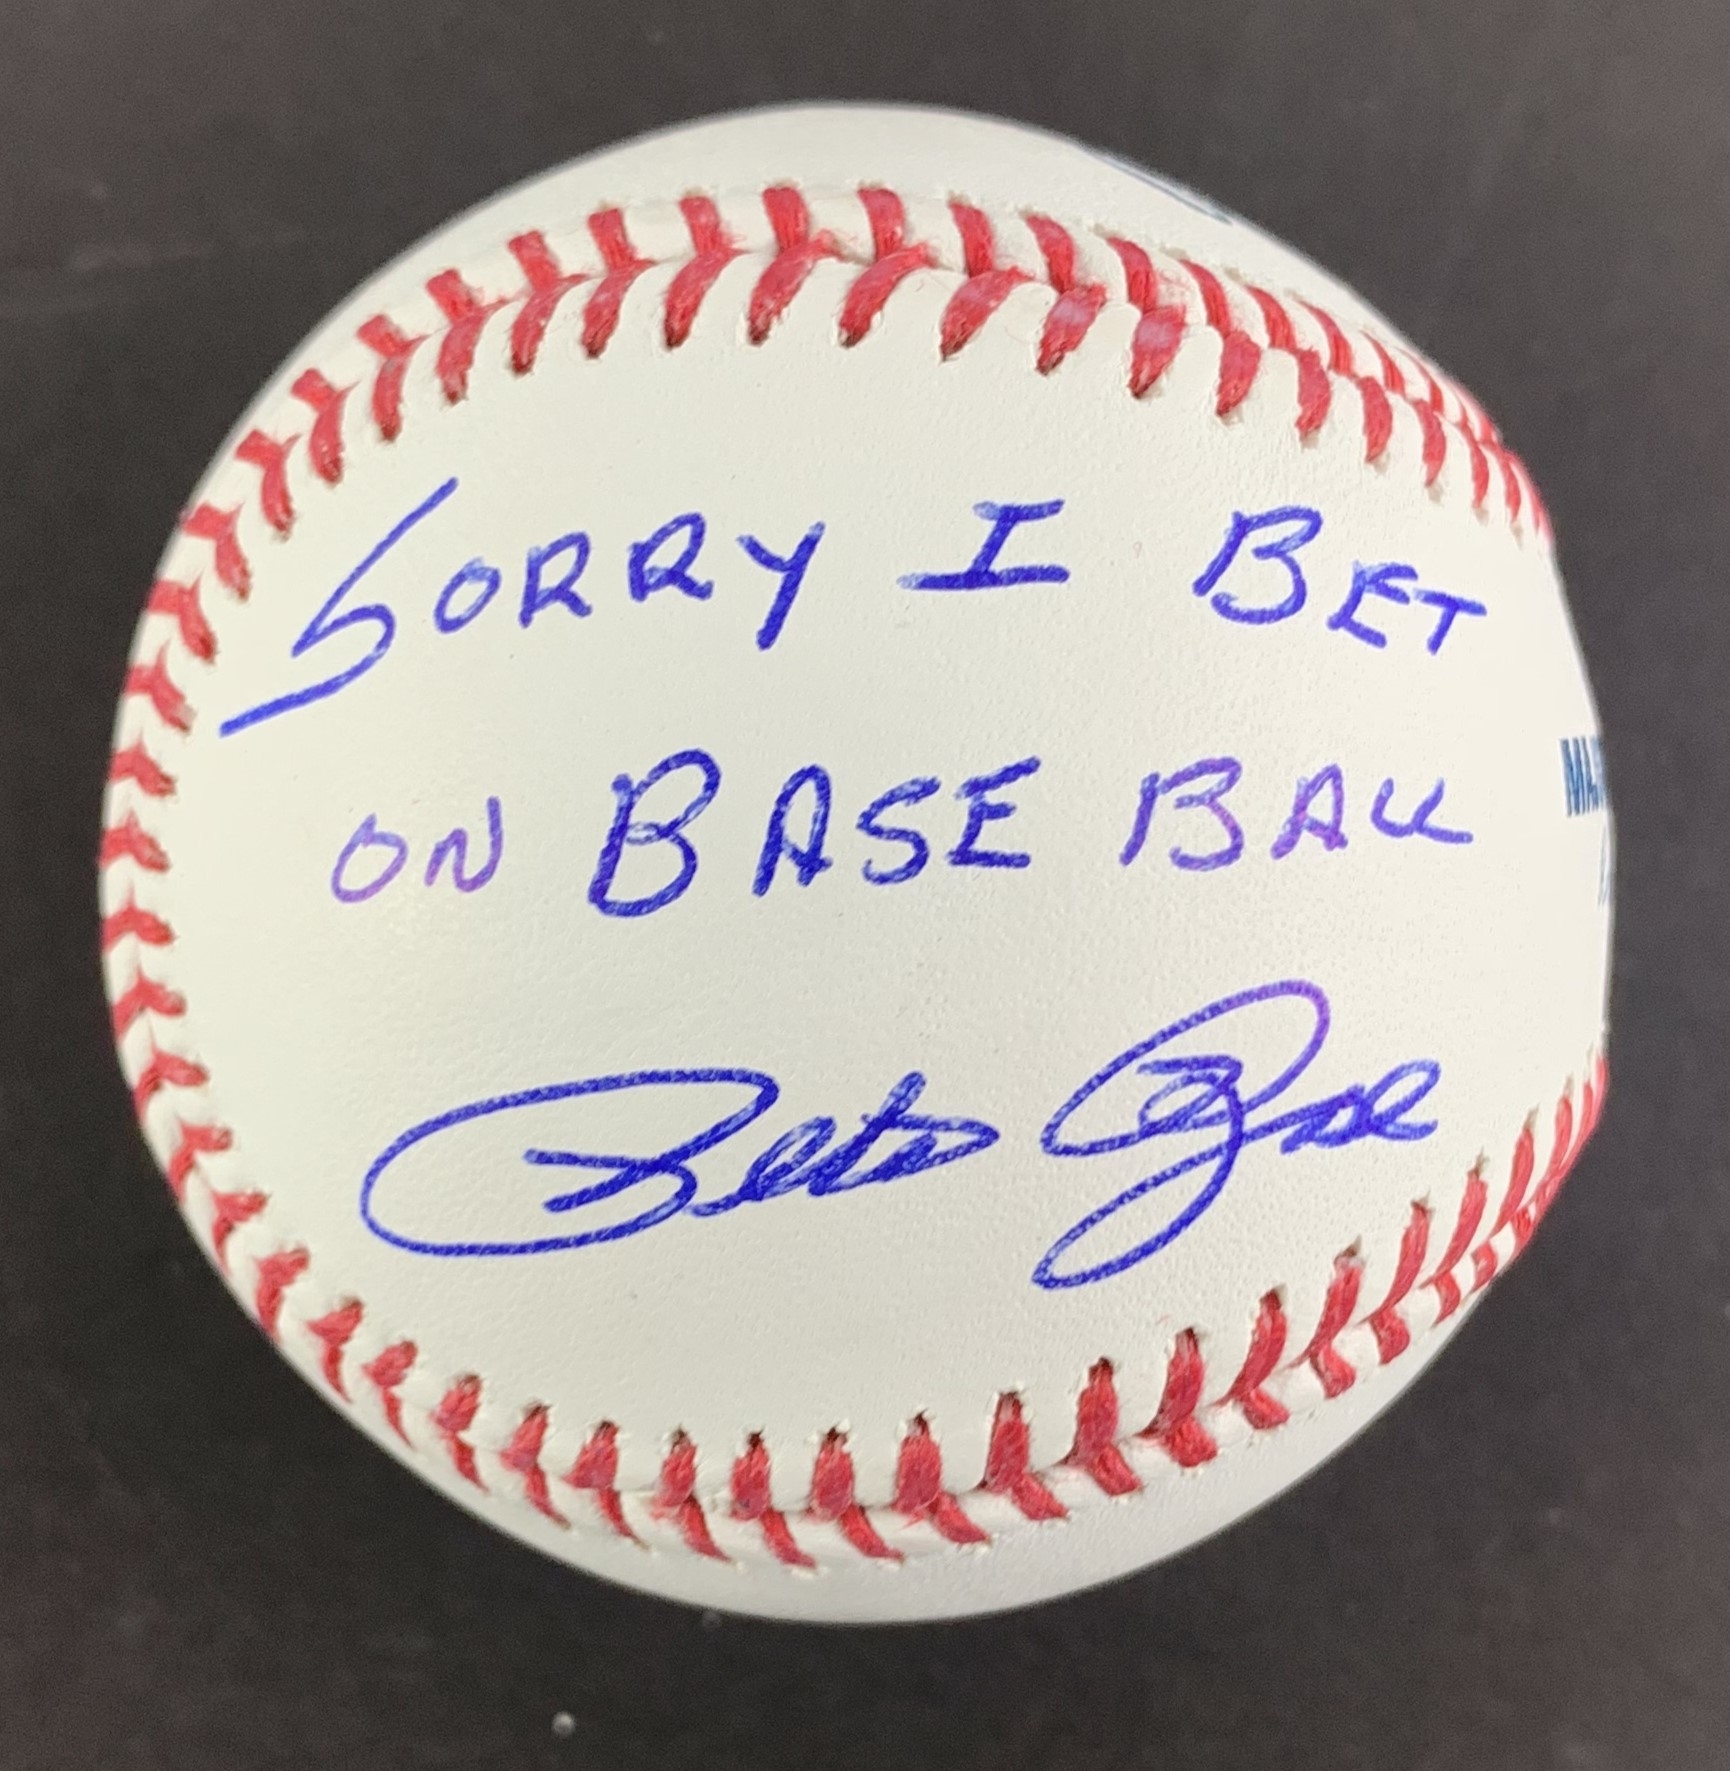 SORRY I BET
ON BASE BALL
Pete Rose